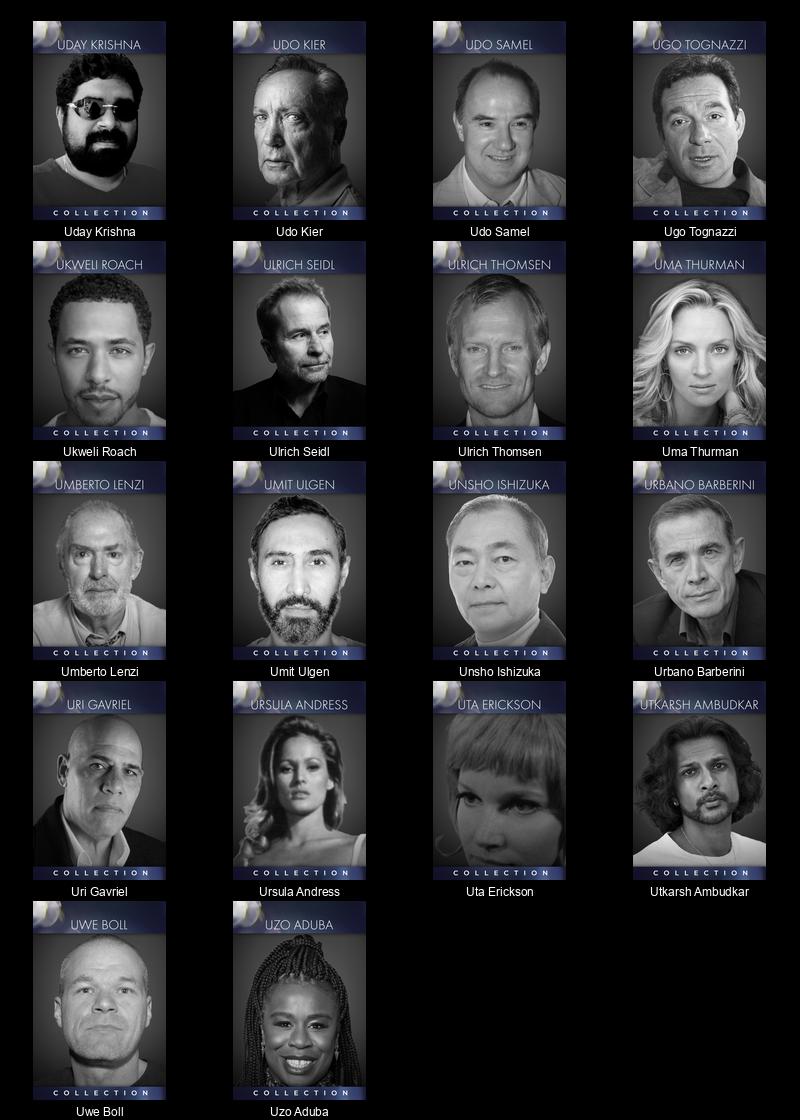 UDAY KRISHNA UDO KIER UDO SAMEL UGO TOGNAZZI
COLLECTION COLLECTION COLLECTION COLLECTION
Uday Krishna Udo Kier Udo Samel Ugo Tognazzi
UKWELI ROACH ULRICH SEIDL ULRICH THOMSEN UMA THURMAN
COLLECTION COLLECTION COLLECTION COLLECTION
Ukweli Roach Ulrich Seidl Ulrich Thomsen Uma Thurman
UMBERTO LENZI UMIT ULGEN UNSHO ISHIZUKA URBANO BARBERINI
COLLECTION COLLECTION COLLECTION COLLECTION
Umberto Lenzi Umit Ulgen Unsho Ishizuka Urbano Barberini
URI GAVRIEL URSULA ANDRESS UTA ERICKSON UTKARSH AMBUDKAR
COLLECTION COLLECTION COLLECTION COLLECTION
Uri Gavriel Ursula Andress Uta Erickson Utkarsh Ambudkar
UWE BOLL UZO ADUBA
COLLECTION COLLECTION
Uwe Boll Uzo Aduba